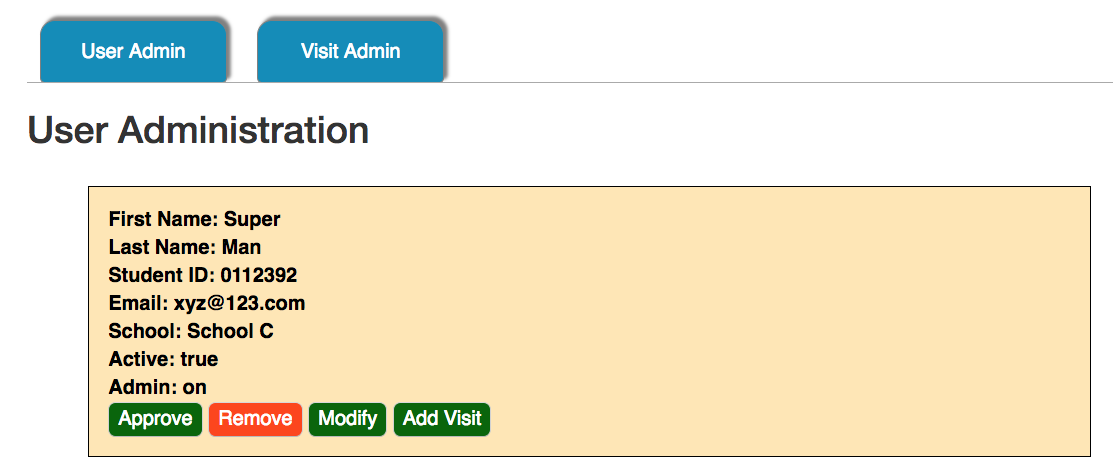 User Admin Visit Admin
User Administration
First Name: Super
Last Name: Man
Student ID: 0112392
Email: xyz@123.com
School: School C
Active: true
Admin: on
Approve Remove Modify Add Visit